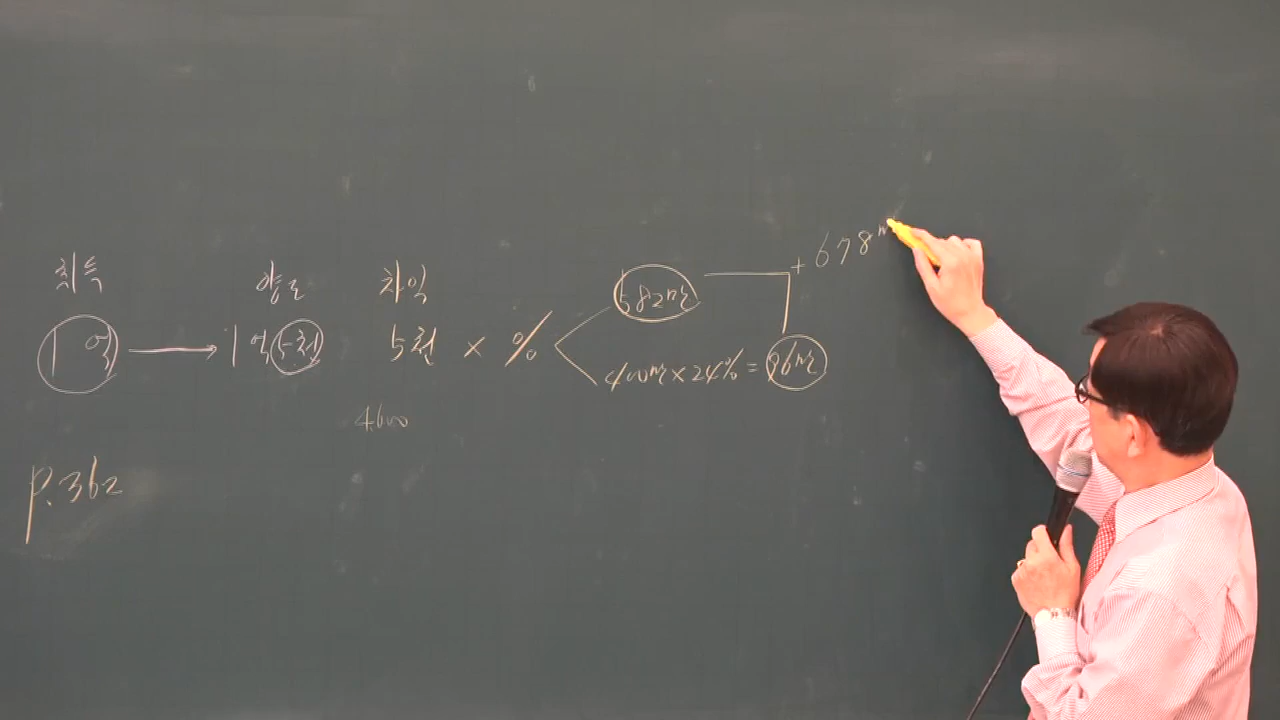 취득 양도 차익
1억 → 1억5천 5천 × % < 582만 + 678만
400만 × 24% = 96만
4600
P.362